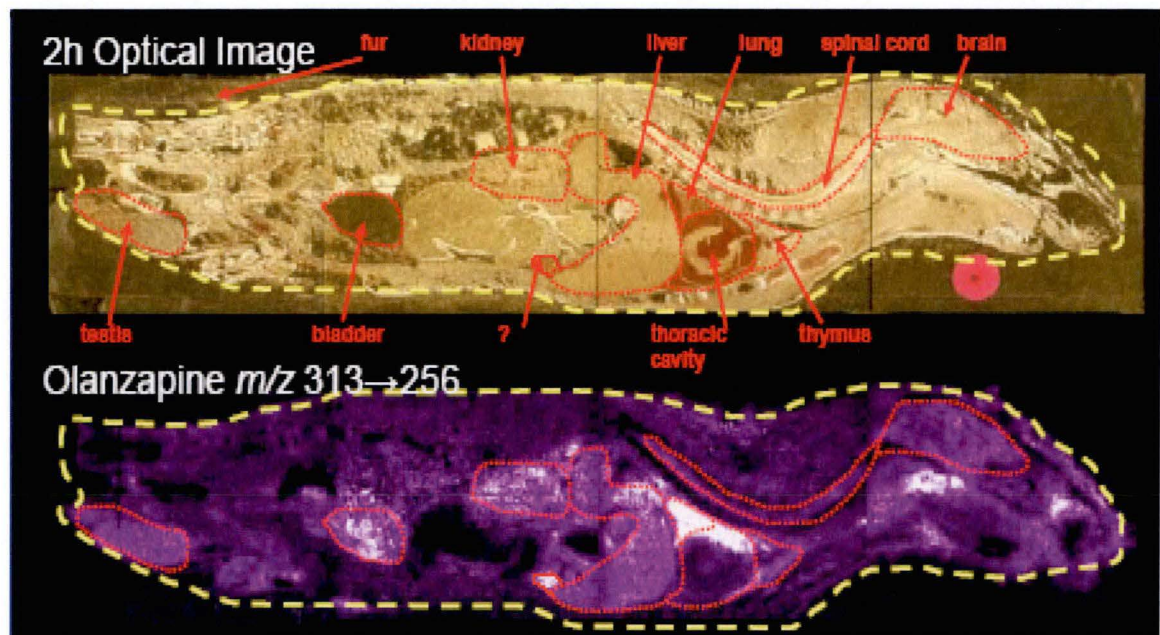 2h Optical Image
fur
kidney
liver
lung
spinal cord
brain
testis
bladder
?
thoracic
cavity
thymus
Olanzapine m/z 313→256